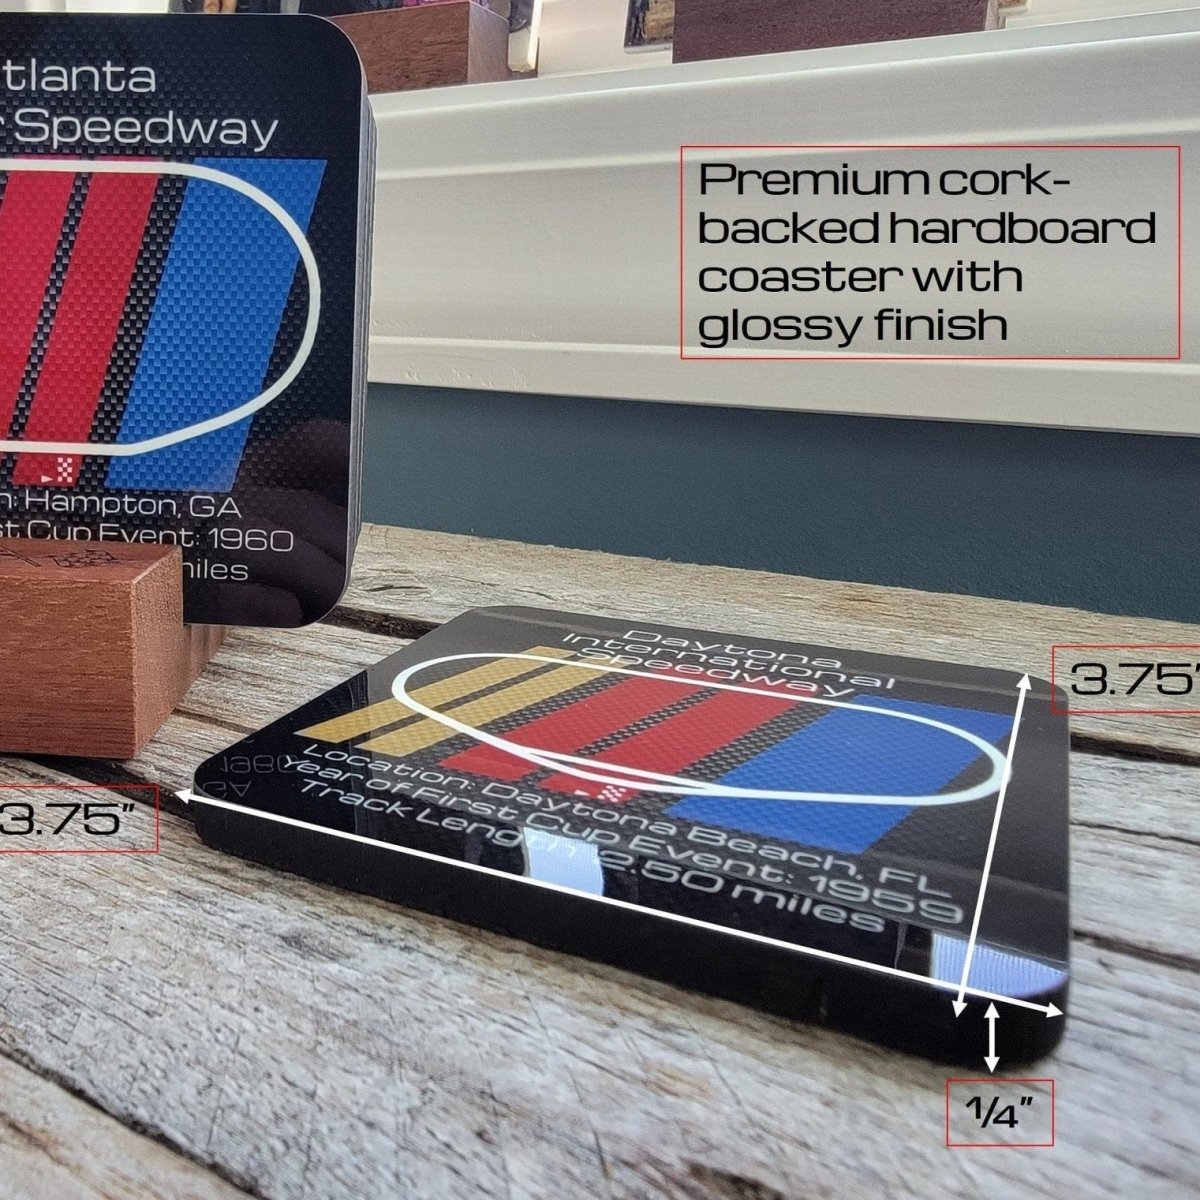 tlanta
r Speedway
n: Hampton, GA
st Cup Event: 1960
miles
Premium cork-
backed hardboard
coaster with
glossy finish
Daytona
International
Speedway
Location: Daytona Beach, FL
Year of First Cup Event: 1959
Track Length: 2.50 miles
3.75"
3.75"
1/4"